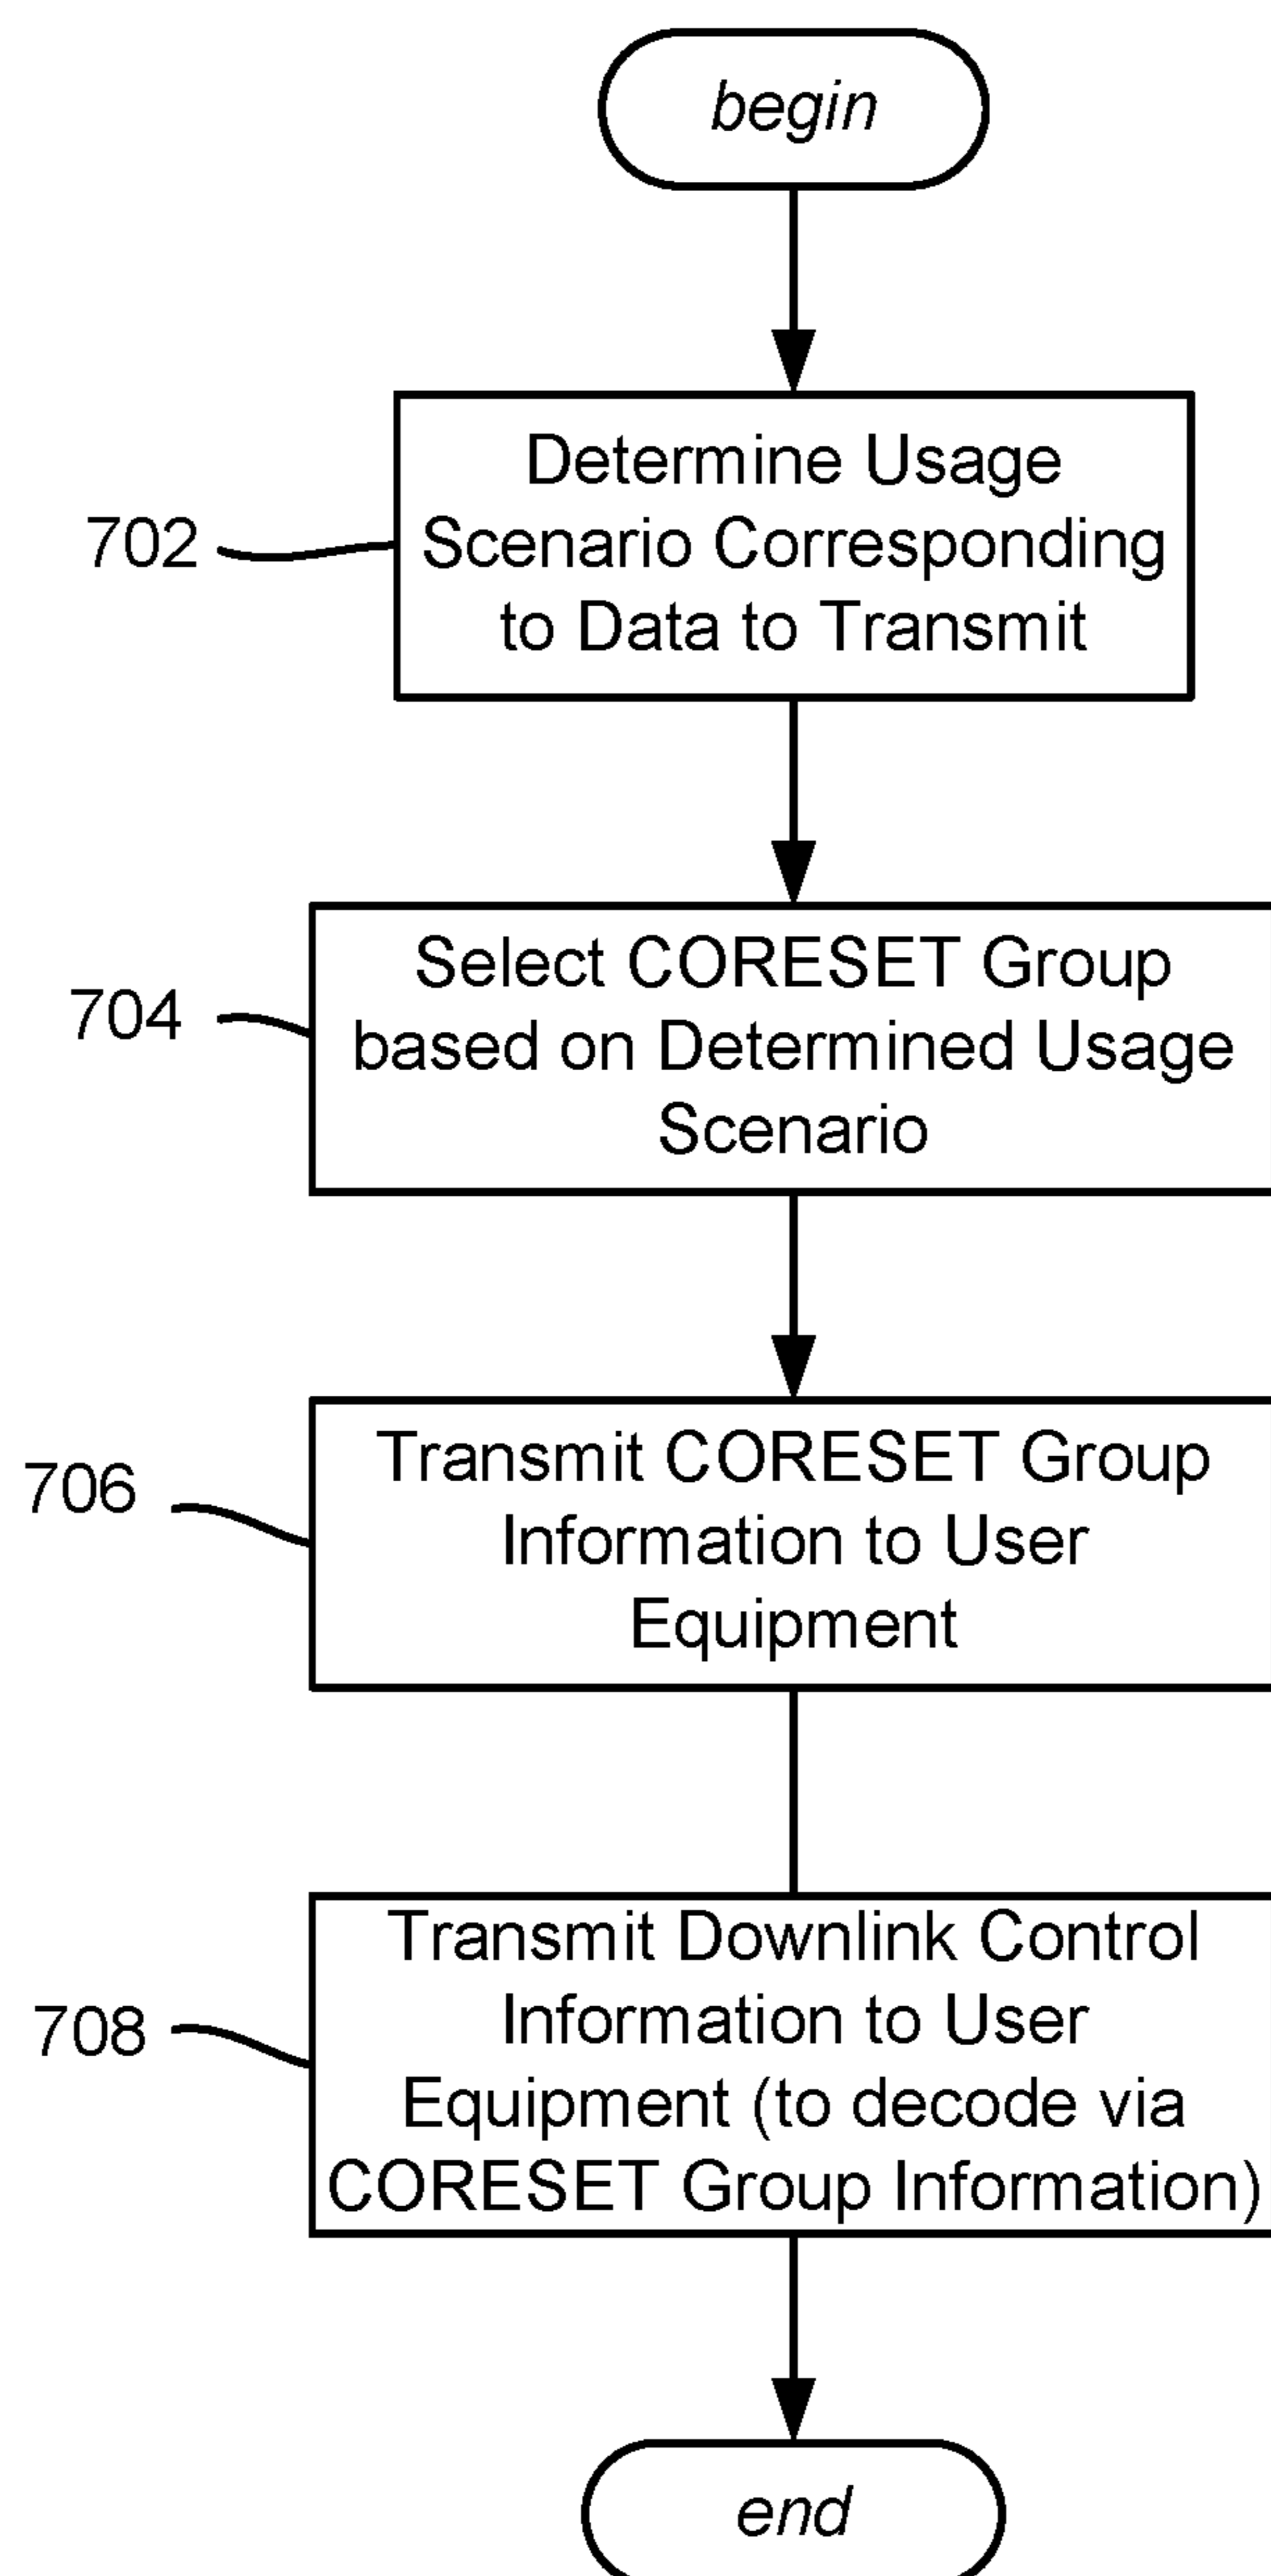 begin
702
Determine Usage
Scenario Corresponding
to Data to Transmit
704
Select CORESET Group
based on Determined Usage
Scenario
706
Transmit CORESET Group
Information to User
Equipment
708
Transmit Downlink Control
Information to User
Equipment (to decode via
CORESET Group Information)
end